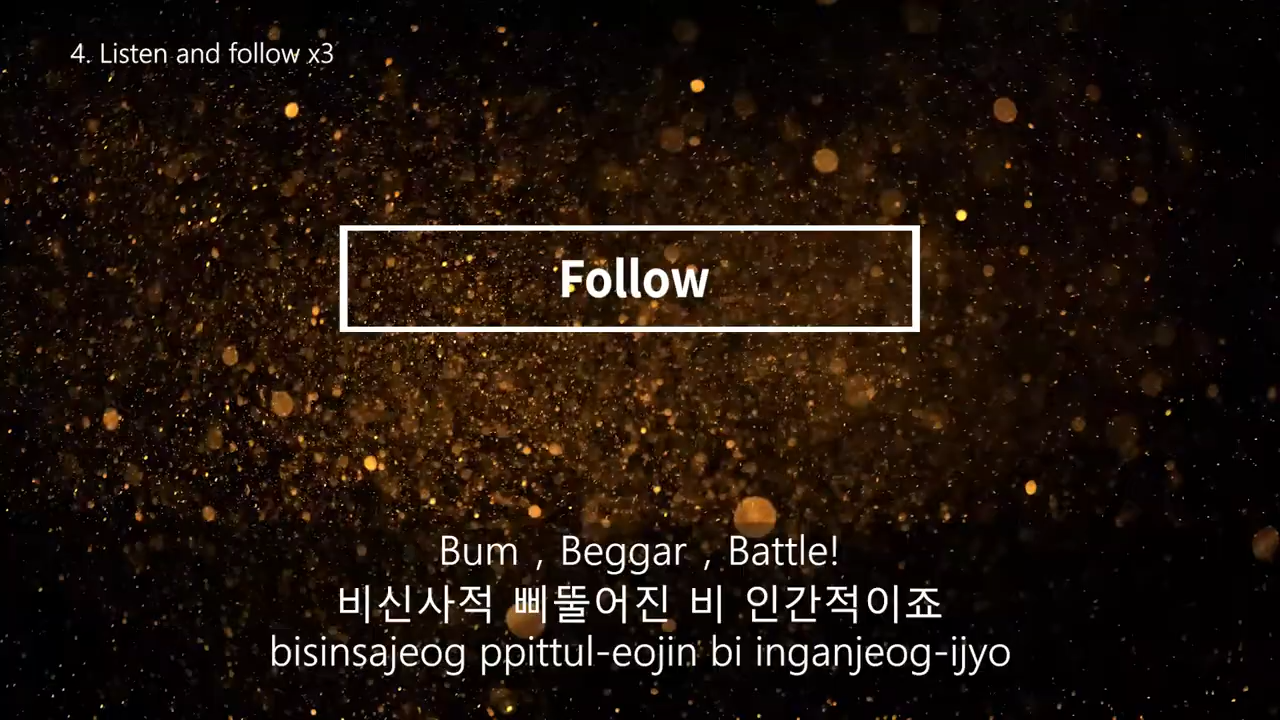 4. Listen and follow x3
Follow
Bum , Beggar , Battle!
비신사적 삐뚤어진 비 인간적이죠
bisinsajeog ppittul-eojin bi inganjeog-ijyo